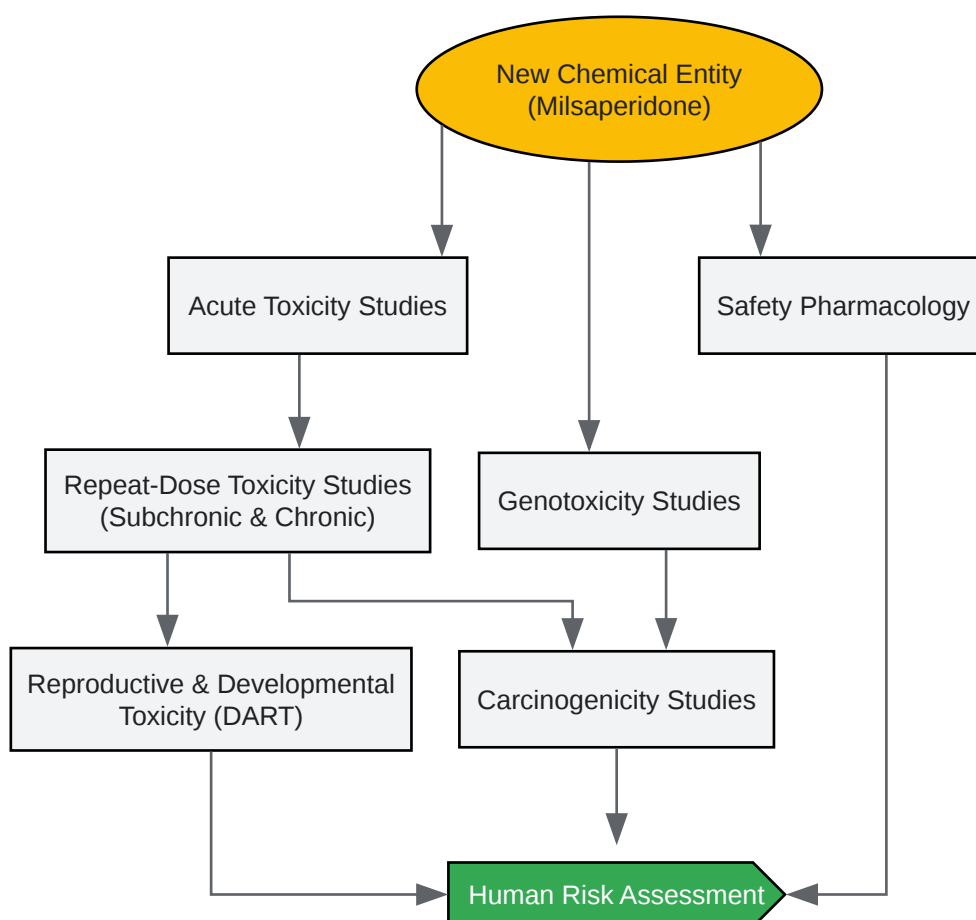 New Chemical Entity
(Milsaperidone)
Acute Toxicity Studies
Safety Pharmacology
Repeat-Dose Toxicity Studies
(Subchronic & Chronic)
Genotoxicity Studies
Reproductive & Developmental
Toxicity (DART)
Carcinogenicity Studies
Human Risk Assessment